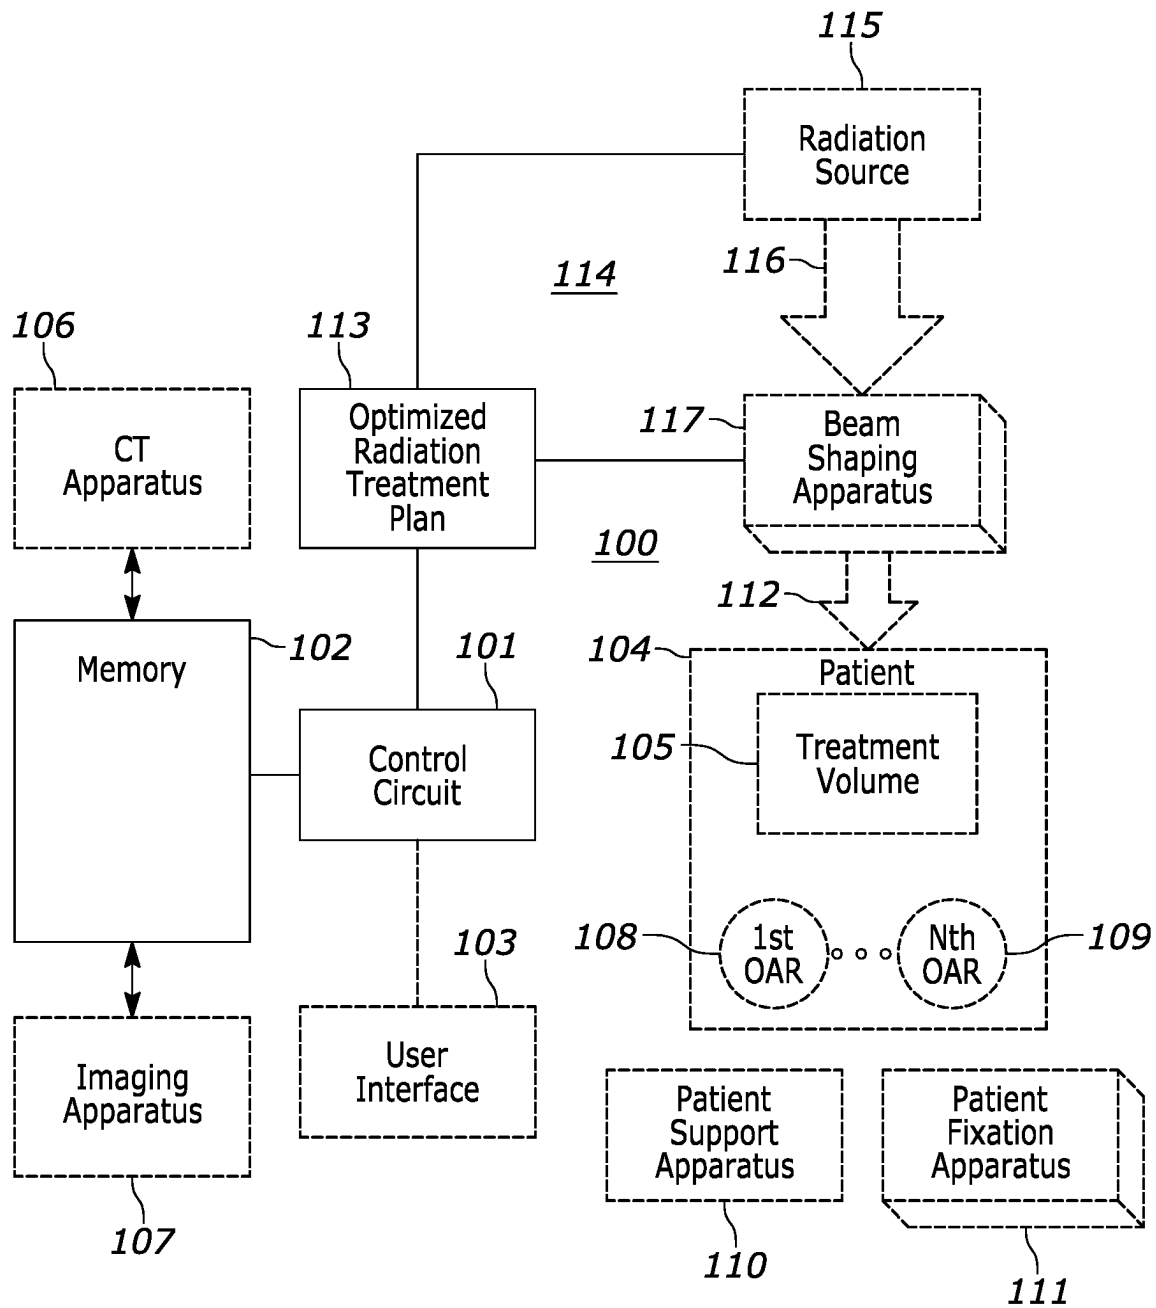 115
Radiation
Source
116
114
106
113
CT
Apparatus
Optimized
Radiation
Treatment
Plan
117
Beam
Shaping
Apparatus
100
112
Memory
102
101
104
Patient
Control
Circuit
105
Treatment
Volume
103
108
1st
OAR
Nth
OAR
109
Imaging
Apparatus
User
Interface
Patient
Support
Apparatus
Patient
Fixation
Apparatus
107
110
111